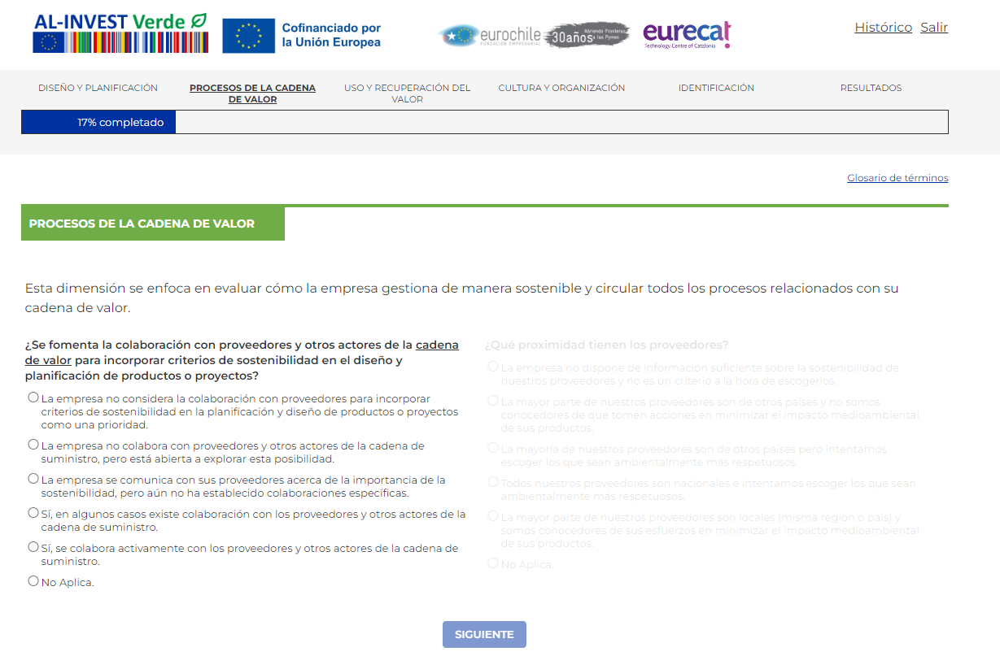 AL-INVEST Verde
Cofinanciado por
la Unión Europea
eurochile
FUNDACIÓN EMPRESARIAL
30años
Abriendo Fronteras
a las Pymes
eurecat
Technology Centre of Catalonia
Histórico Salir
DISEÑO Y PLANIFICACIÓN
PROCESOS DE LA CADENA
DE VALOR
USO Y RECUPERACIÓN DEL
VALOR
CULTURA Y ORGANIZACIÓN
IDENTIFICACIÓN
RESULTADOS
17% completado
Glosario de términos
PROCESOS DE LA CADENA DE VALOR
Esta dimensión se enfoca en evaluar cómo la empresa gestiona de manera sostenible y circular todos los procesos relacionados con su
cadena de valor.
¿Se fomenta la colaboración con proveedores y otros actores de la cadena
de valor para incorporar criterios de sostenibilidad en el diseño y
planificación de productos o proyectos?
La empresa no considera la colaboración con proveedores para incorporar
criterios de sostenibilidad en la planificación y diseño de productos o proyectos
como una prioridad.
La empresa no colabora con proveedores y otros actores de la cadena de
suministro, pero está abierta a explorar esta posibilidad.
La empresa se comunica con sus proveedores acerca de la importancia de la
sostenibilidad, pero aún no ha establecido colaboraciones específicas.
Sí, en algunos casos existe colaboración con los proveedores y otros actores de la
cadena de suministro.
Sí, se colabora activamente con los proveedores y otros actores de la cadena de
suministro.
No Aplica.
¿Qué proximidad tienen los proveedores?
La empresa no dispone de información suficiente sobre la sostenibilidad de
nuestros proveedores y no es un criterio a la hora de escogerlos.
La mayor parte de nuestros proveedores son de otros países y no somos
conocedores de que tomen acciones en minimizar el impacto medioambiental
de sus productos.
La mayoría de nuestros proveedores son de otros países pero intentamos
escoger los que sean ambientalmente más respetuosos.
Todos nuestros proveedores son nacionales e intentamos escoger los que sean
ambientalmente más respetuosos.
La mayor parte de nuestros proveedores son locales (misma region o país) y
somos conocedores de sus esfuerzos en minimizar el impacto medioambiental
de sus productos.
No Aplica.
SIGUIENTE